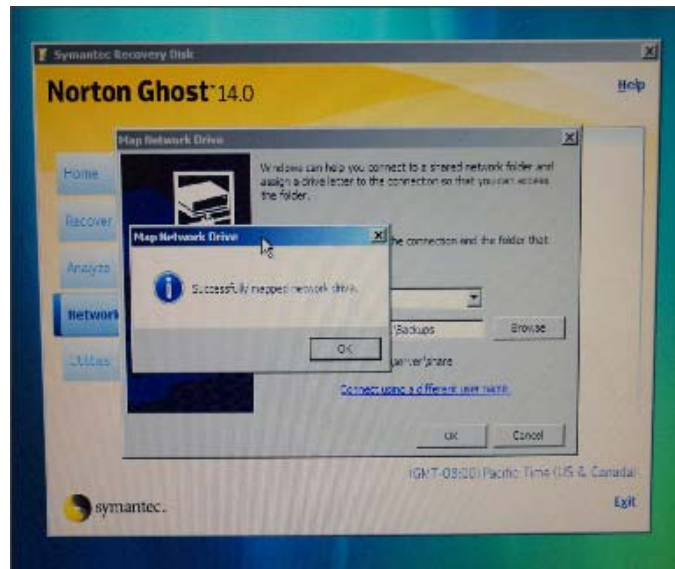 Symantec Recovery Disk
Norton Ghost 14.0
Help
Map Network Drive
Windows can help you connect to a shared network folder and
assign a drive letter to the connection so that you can access
the folder.
Home
Recover
Map Network Drive
he connection and the folder that
Analyze
Successfully mapped network drive.
Network
\Backups
Browse
OK
server\share
Utilities
Connect using a different user name.
OK
Cancel
(GMT-08:00) Pacific Time (US & Canada)
symantec.
Exit